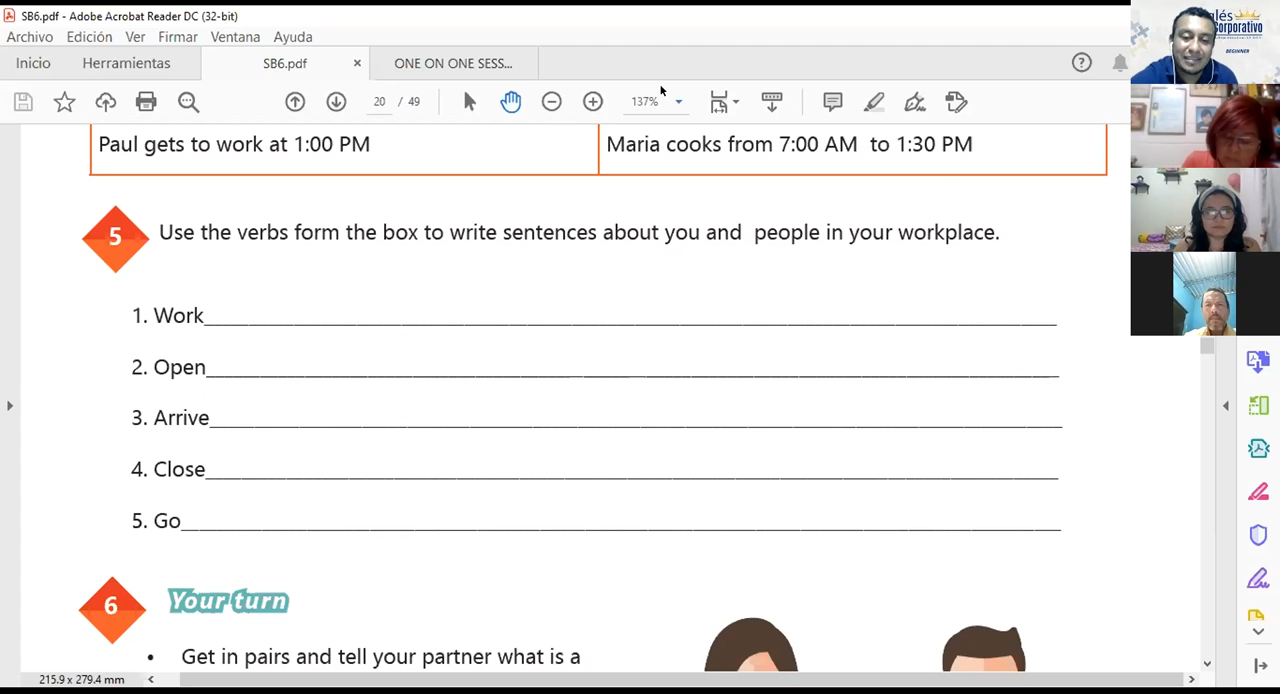 SB6.pdf - Adobe Acrobat Reader DC (32-bit)
Archivo Edición Ver Firmar Ventana Ayuda
Inicio Herramientas SB6.pdf × ONE ON ONE SESS...
20 / 49 137%
Paul gets to work at 1:00 PM
Maria cooks from 7:00 AM to 1:30 PM
5 Use the verbs form the box to write sentences about you and people in your workplace.
1. Work
2. Open
3. Arrive
4. Close
5. Go
6 Your turn
• Get in pairs and tell your partner what is a
215.9 x 279.4 mm
orporativo
BEGINNER